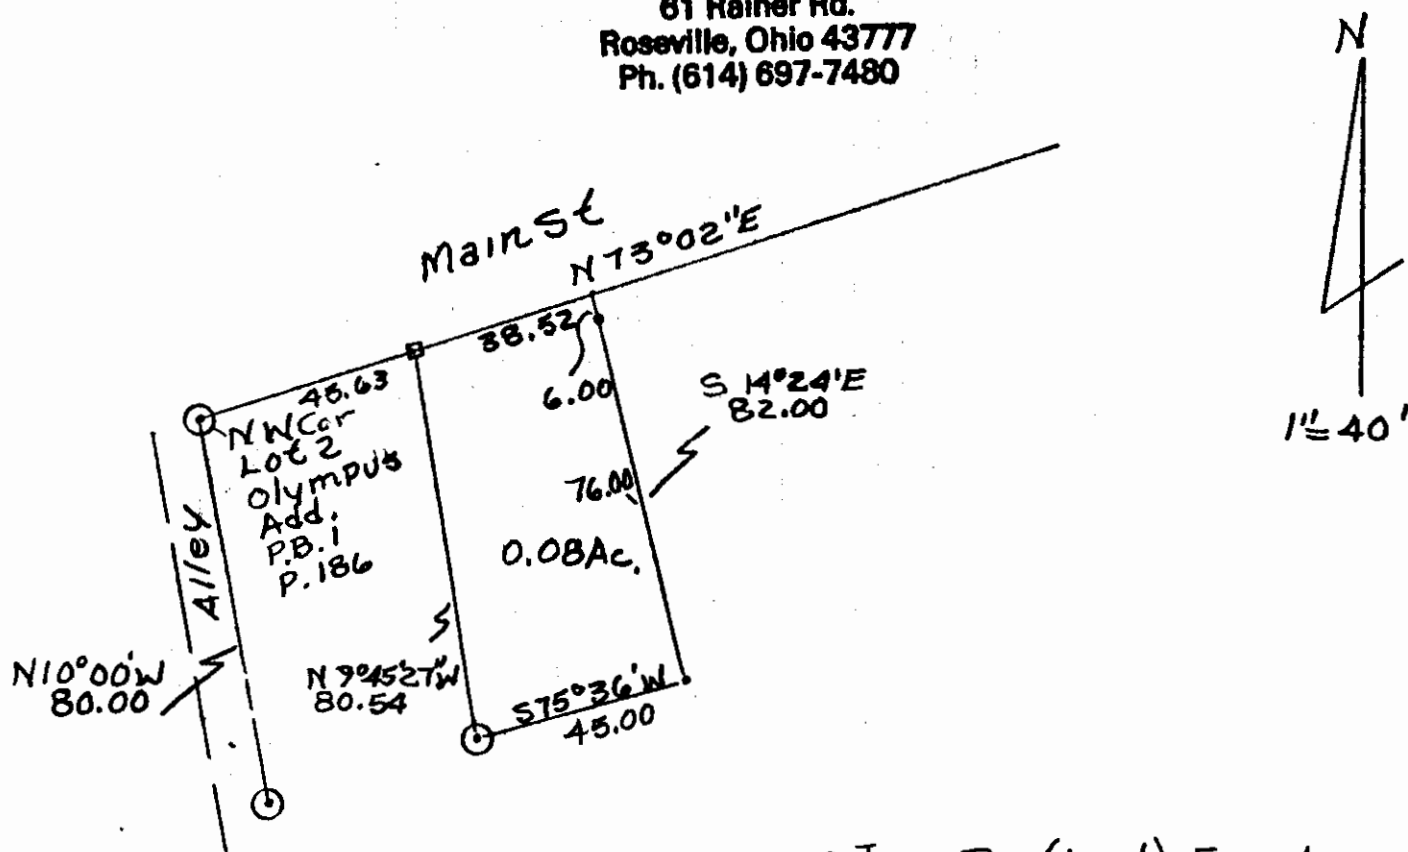 61 Rainer Rd.
Roseville, Ohio 43777
Ph. (614) 697-7480
N
1"=40'
Main St
N 73°02"E
38.52
6.00
45.63
S 14°24'E
82.00
NW Cor
Lot 2
Olympus
Add.
P.B. 1
P. 186
Alley
76.00
0.08Ac.
N10°00'W
80.00
N 9°45'27"W
80.54
S75°36'W
45.00